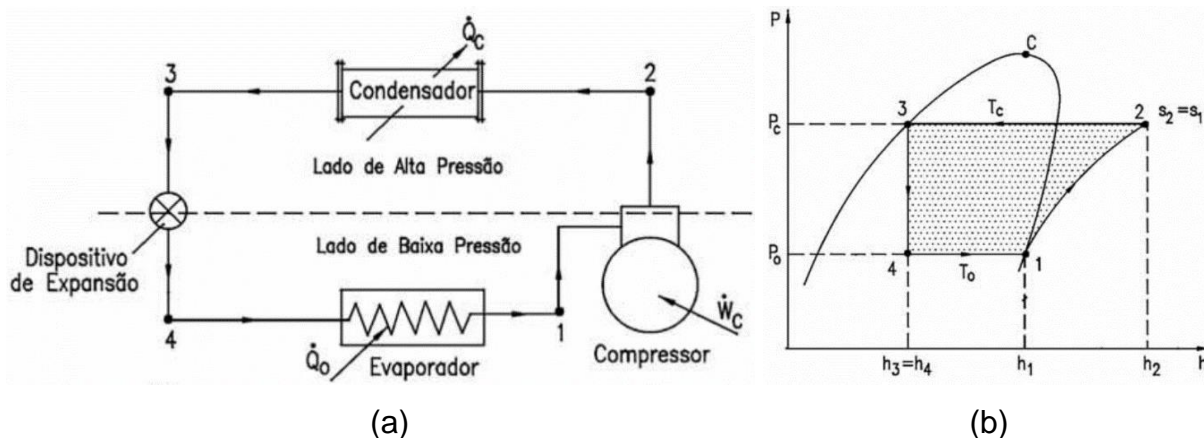 Q̇c
3
Condensador
2
Lado de Alta Pressão
Dispositivo
de Expansão
Lado de Baixa Pressão
4
Q̇o
Evaporador
1
Compressor
Ẇc
(a)
P
C
Pc
3
Tc
2
s2=s1
Po
4
To
1
h3=h4
h1
h2
h
(b)